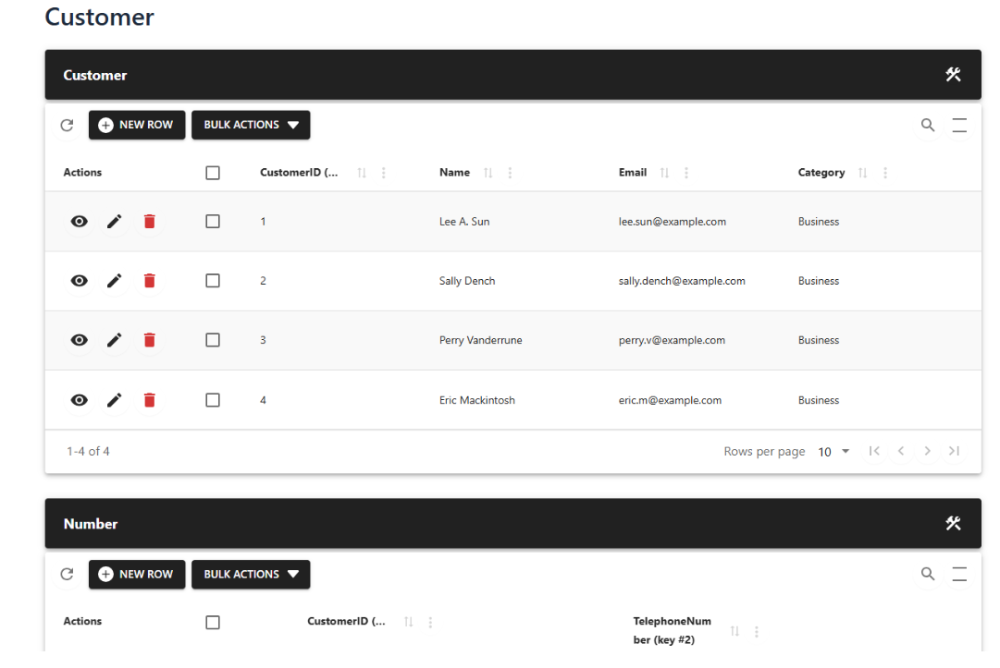 Customer
Customer
NEW ROW BULK ACTIONS
Actions CustomerID (... Name Email Category
1 Lee A. Sun lee.sun@example.com Business
2 Sally Dench sally.dench@example.com Business
3 Perry Vanderrune perry.v@example.com Business
4 Eric Mackintosh eric.m@example.com Business
1-4 of 4 Rows per page 10
Number
NEW ROW BULK ACTIONS
Actions CustomerID (... TelephoneNum
ber (key #2)